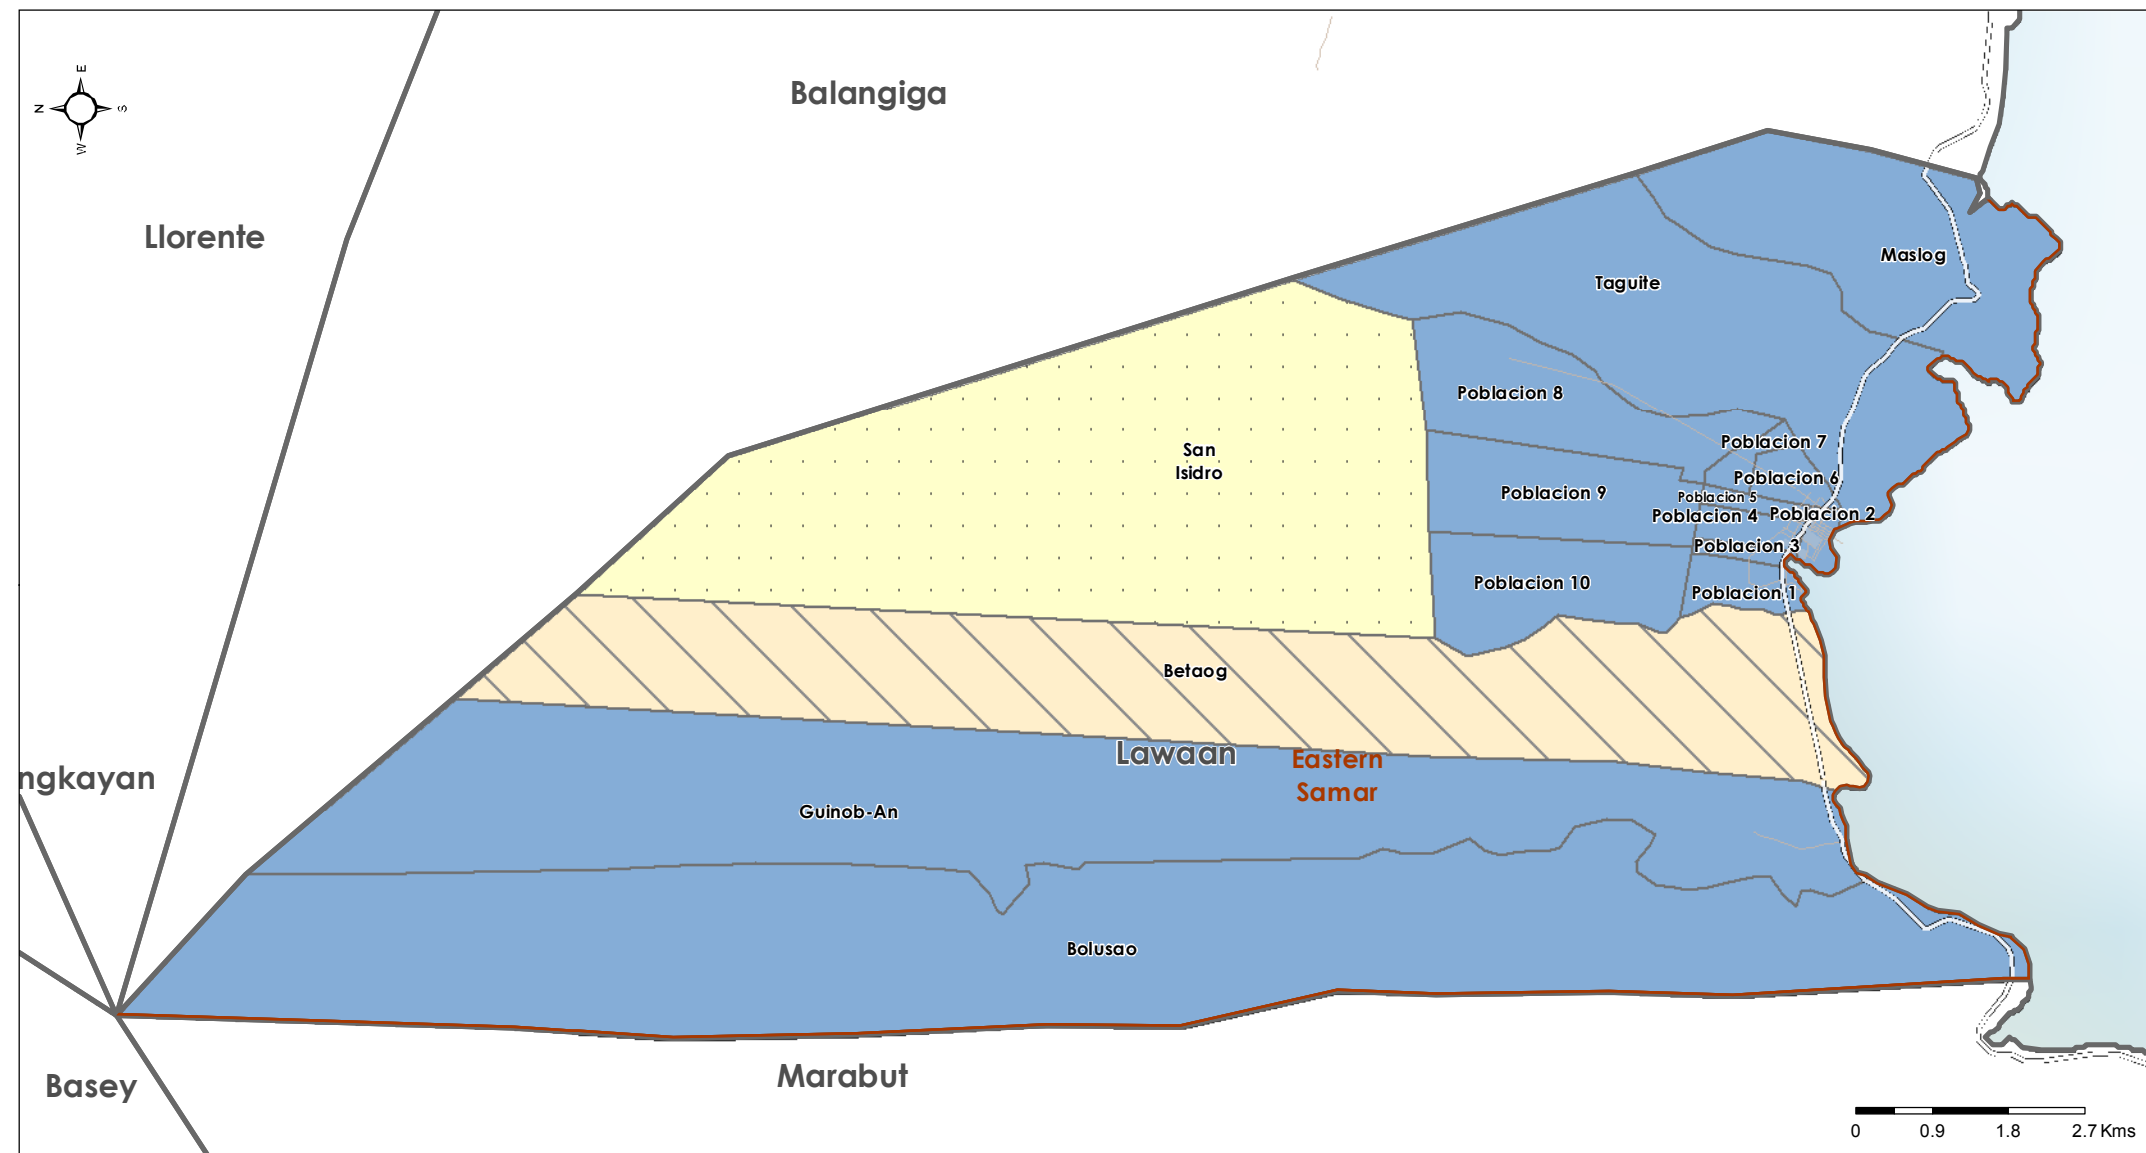 E
N
S
W
Balangiga
Llorente
Maslog
Taguite
Poblacion 8
San
Isidro
Poblacion 7
Poblacion 6
Poblacion 9
Poblacion 5
Poblacion 4
Poblacion 2
Poblacion 3
Poblacion 10
Poblacion 1
Betaog
Lawaan
Eastern
Samar
ngkayan
Guinob-An
Bolusao
Marabut
Basey
0 0.9 1.8 2.7 Kms